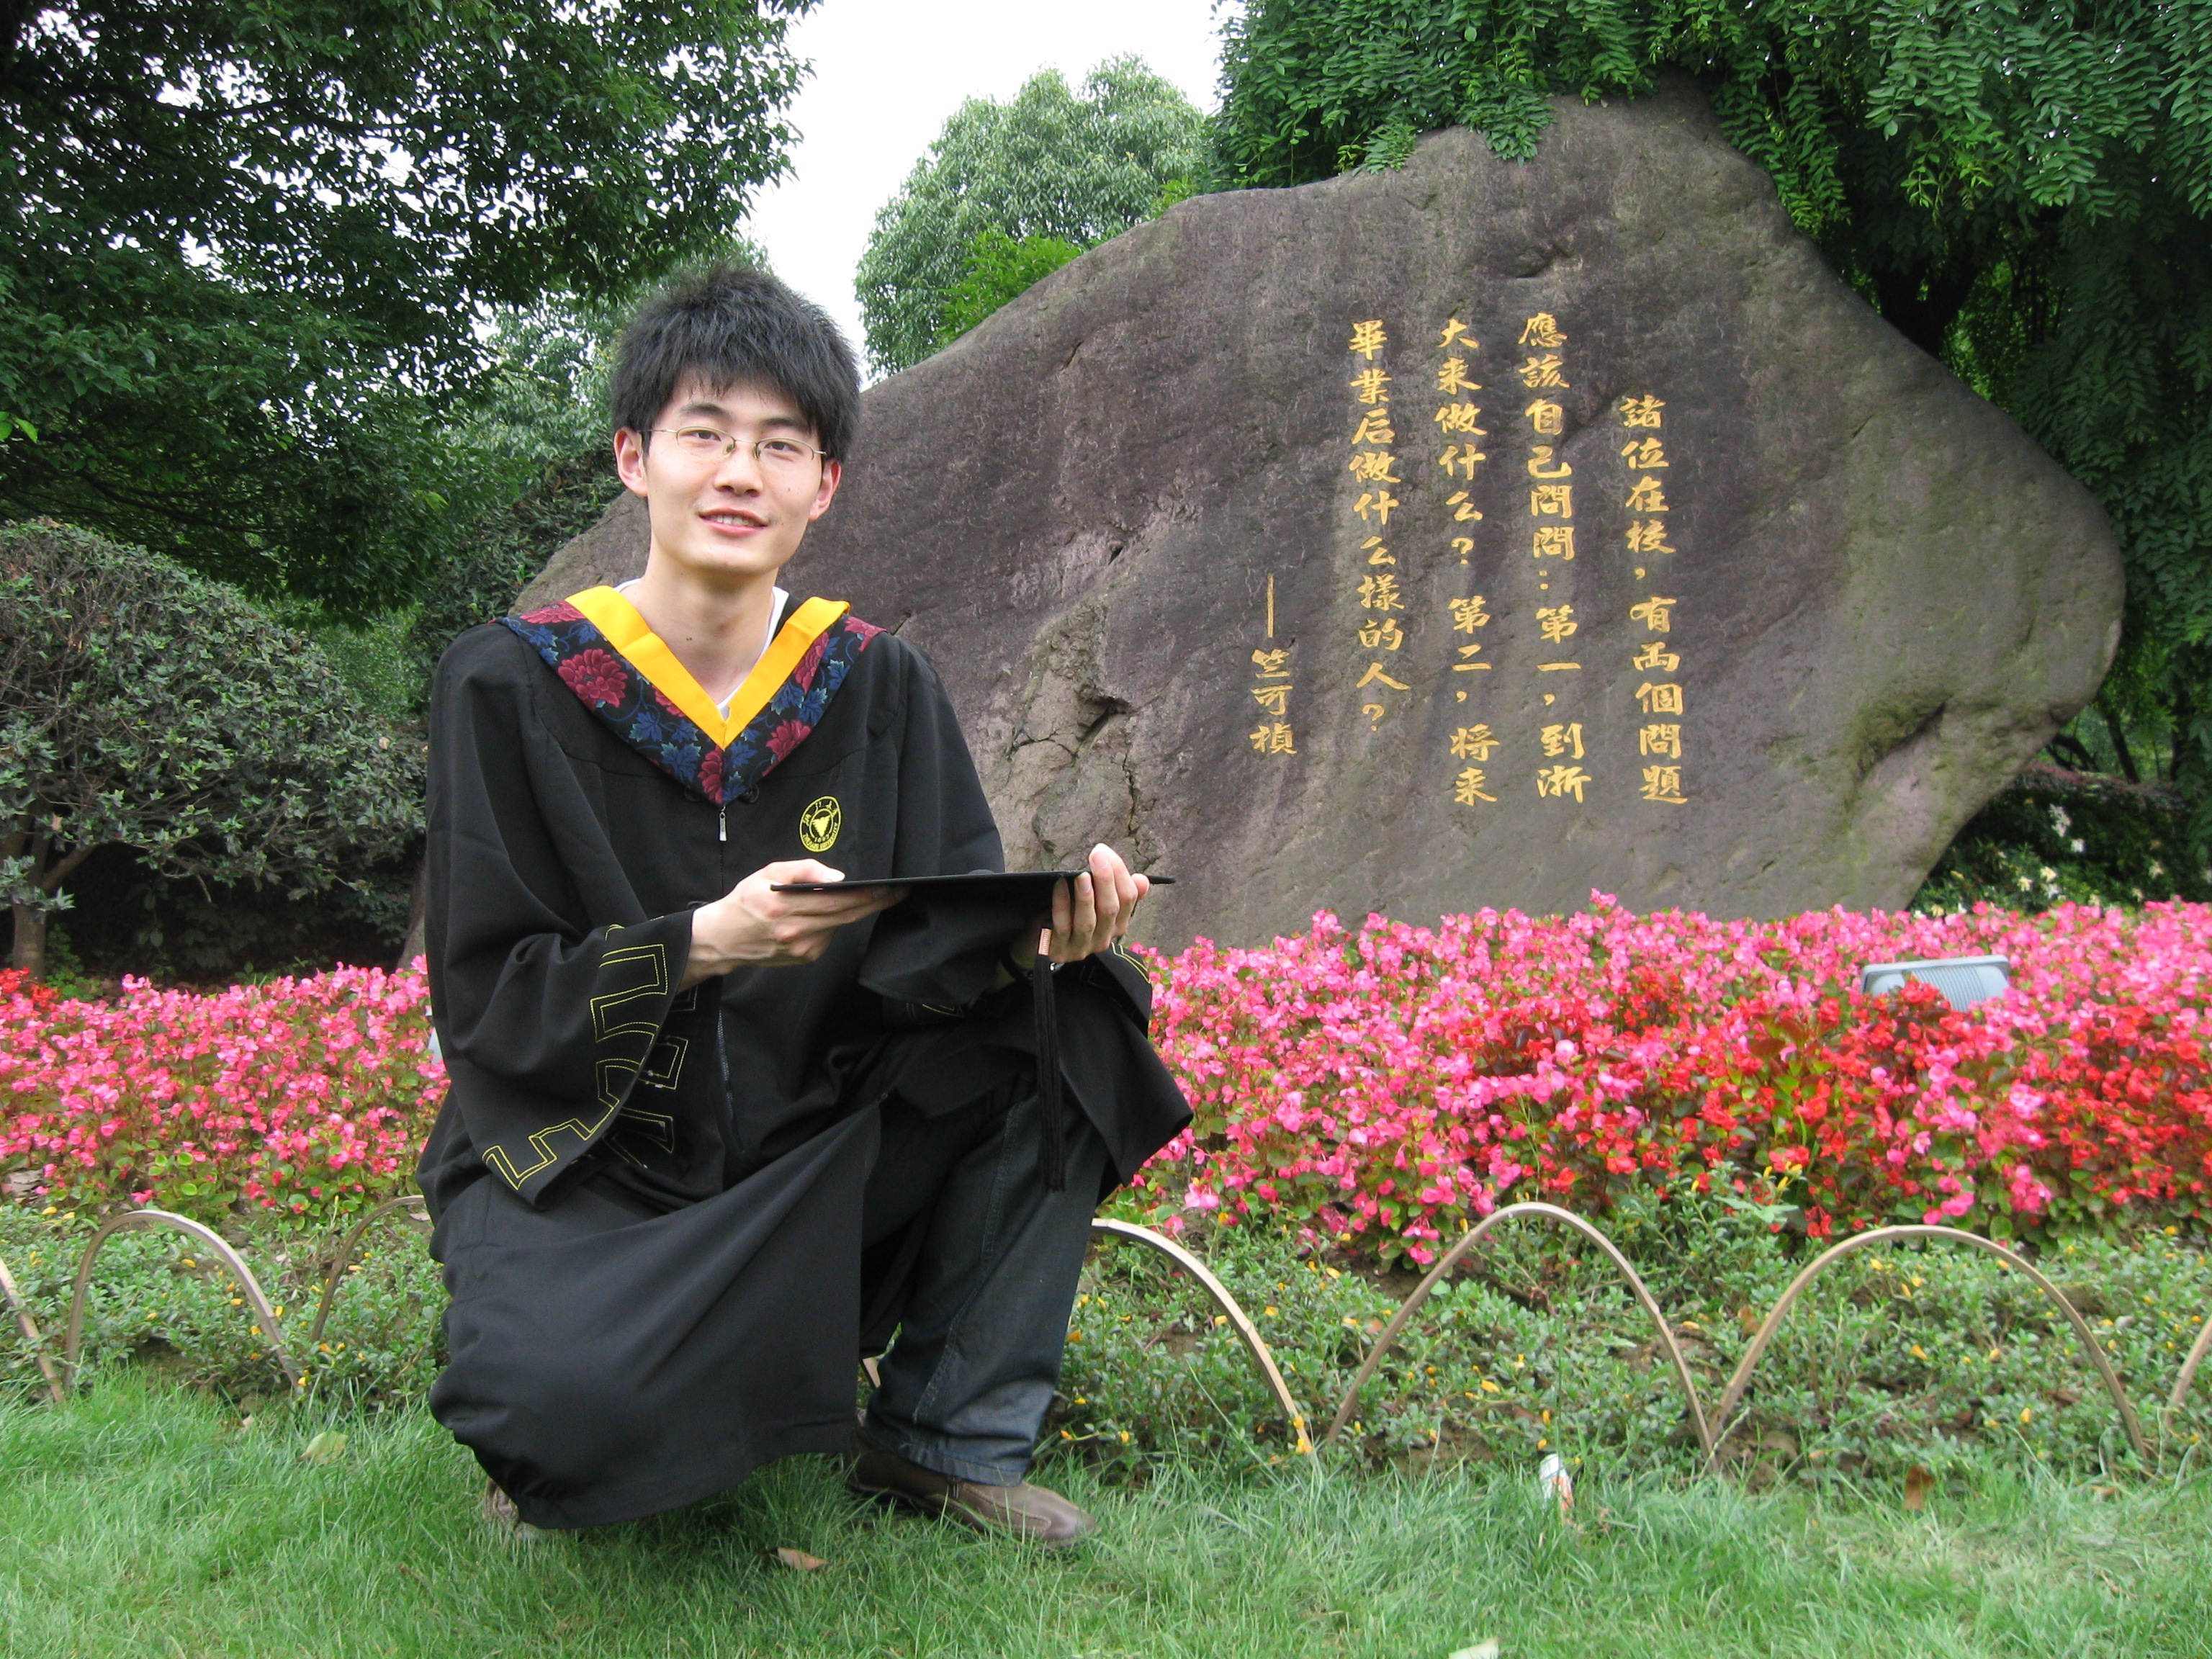 諸位在校，有两個問題
應該自己問問：第一，到浙
大来做什么？第二，将来
畢業后做什么樣的人？
——竺可楨